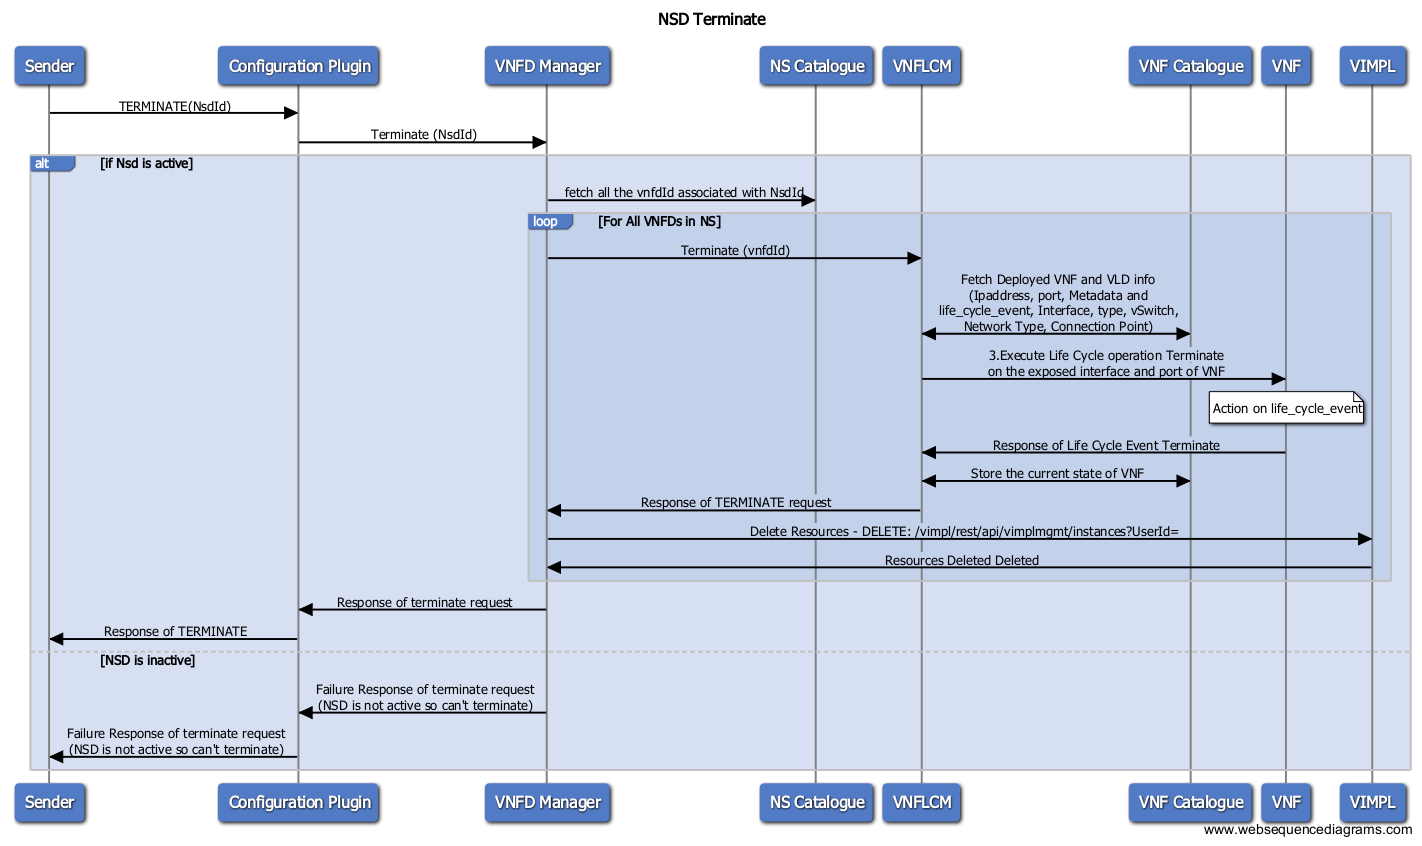 NSD Terminate
Sender
Configuration Plugin
VNFD Manager
NS Catalogue
VNFLCM
VNF Catalogue
VNF
VIMPL
TERMINATE(NsdId)
Terminate (NsdId)
alt
[if Nsd is active]
fetch all the vnfdId associated with NsdId
loop
[For All VNFDs in NS]
Terminate (vnfdId)
Fetch Deployed VNF and VLD info
(Ipaddress, port, Metadata and
life_cycle_event, Interface, type, vSwitch,
Network Type, Connection Point)
3.Execute Life Cycle operation Terminate
on the exposed interface and port of VNF
Action on life_cycle_event
Response of Life Cycle Event Terminate
Store the current state of VNF
Response of TERMINATE request
Delete Resources - DELETE: /vimpl/rest/api/vimplmgmt/instances?UserId=
Resources Deleted Deleted
Response of terminate request
Response of TERMINATE
[NSD is inactive]
Failure Response of terminate request
(NSD is not active so can't terminate)
Failure Response of terminate request
(NSD is not active so can't terminate)
Sender
Configuration Plugin
VNFD Manager
NS Catalogue
VNFLCM
VNF Catalogue
VNF
VIMPL
www.websequencediagrams.com